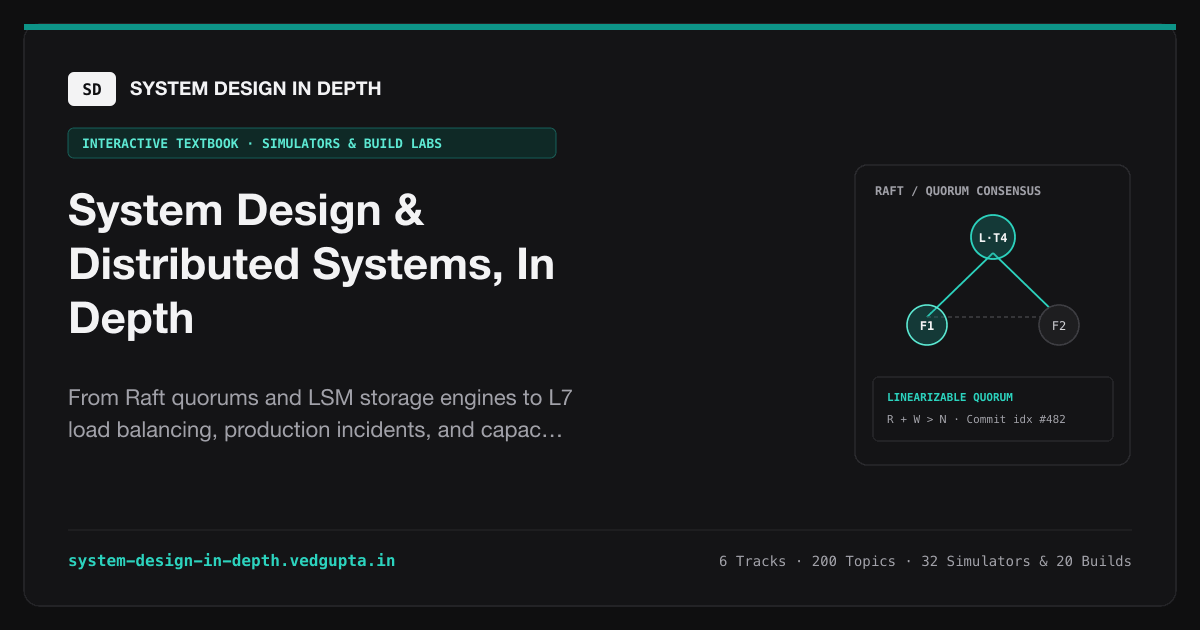 SD SYSTEM DESIGN IN DEPTH
INTERACTIVE TEXTBOOK · SIMULATORS & BUILD LABS
System Design &
Distributed Systems, In
Depth
From Raft quorums and LSM storage engines to L7
load balancing, production incidents, and capac…
RAFT / QUORUM CONSENSUS
L·T4
F1
F2
LINEARIZABLE QUORUM
R + W > N · Commit idx #482
system-design-in-depth.vedgupta.in
6 Tracks · 200 Topics · 32 Simulators & 20 Builds